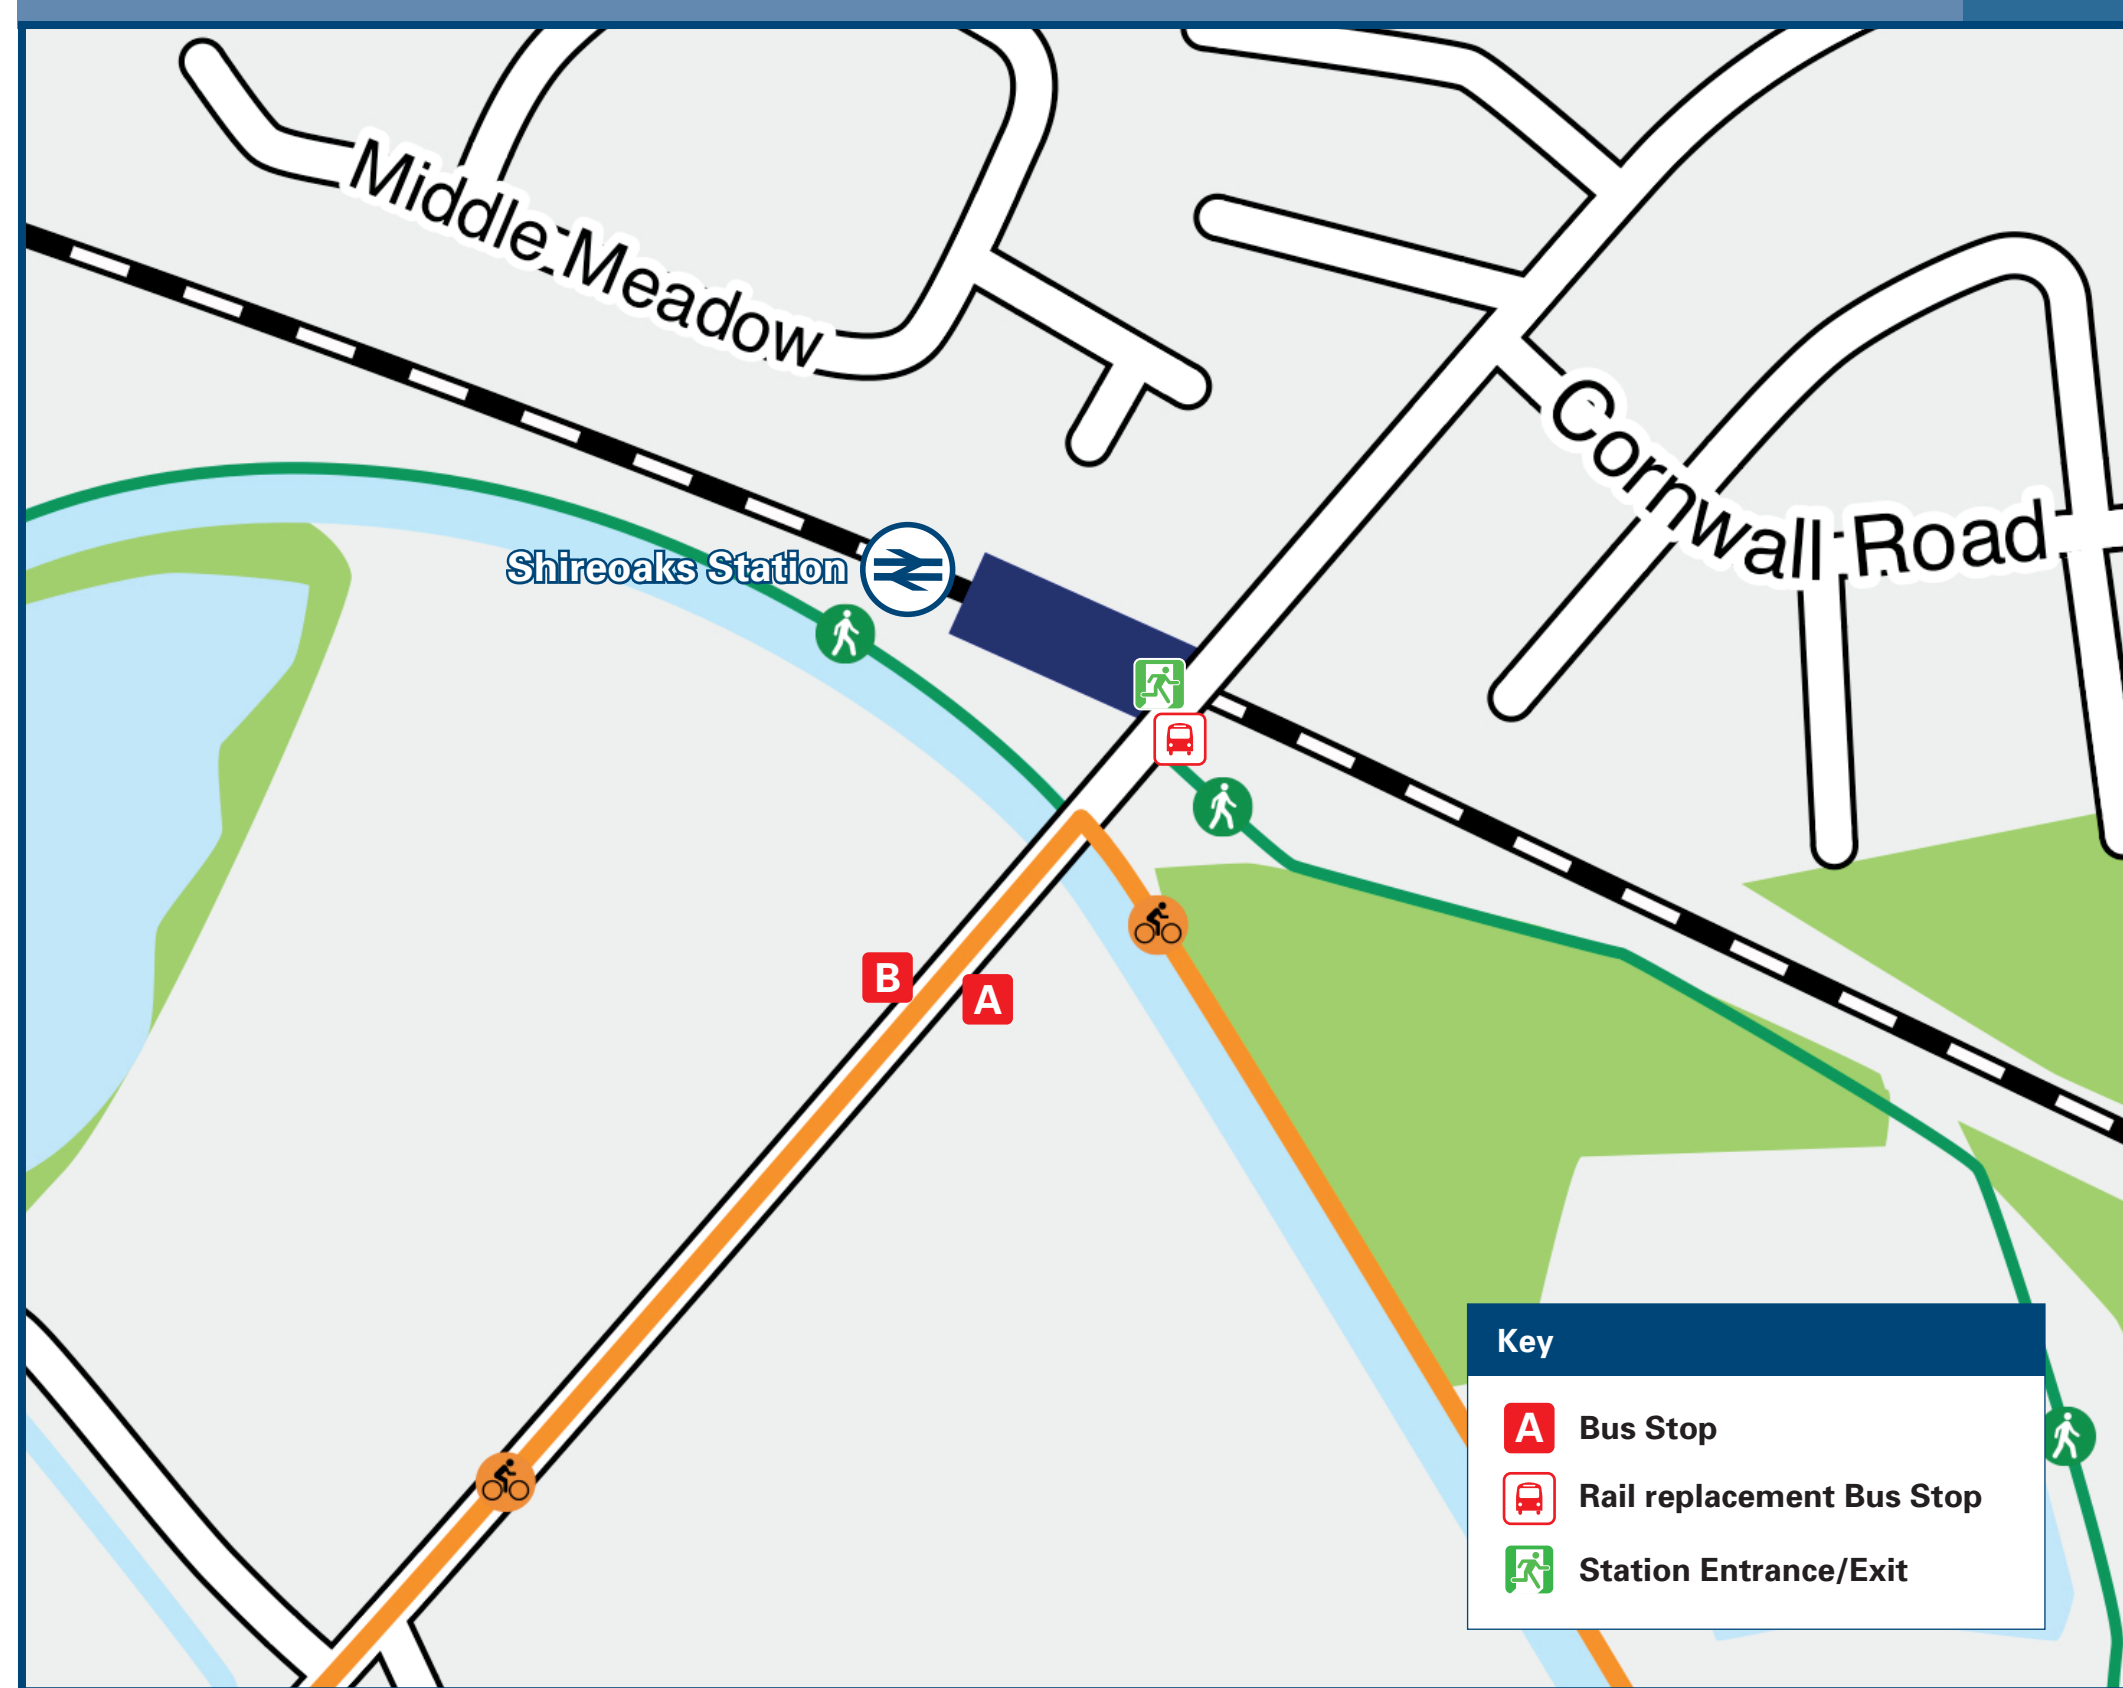 Middle Meadow
Cornwall Road
Shireoaks Station
B
A
Key
A Bus Stop
Rail replacement Bus Stop
Station Entrance/Exit